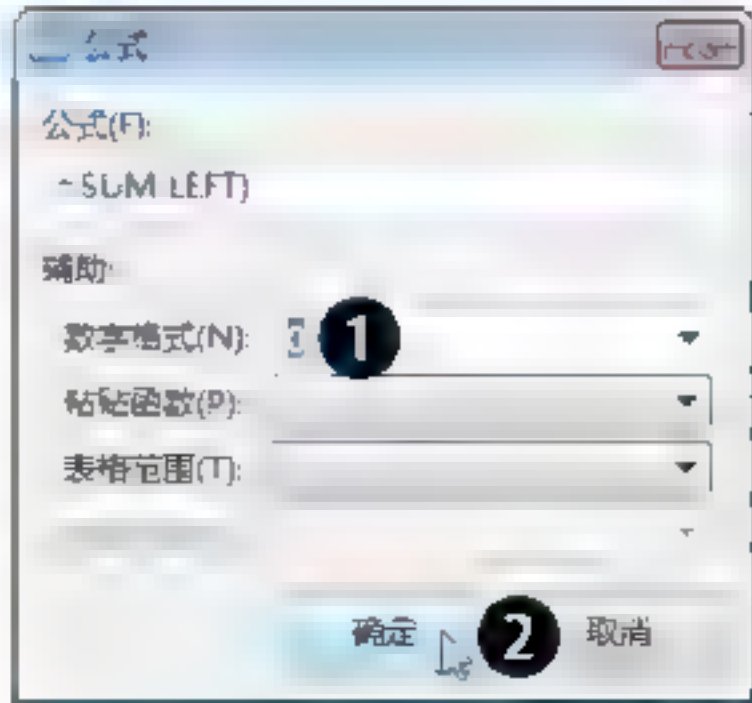 公式
公式(F):
=SUM(LEFT)
辅助:
数字格式(N): 1
粘贴函数(P):
表格范围(T):
确定 2 取消